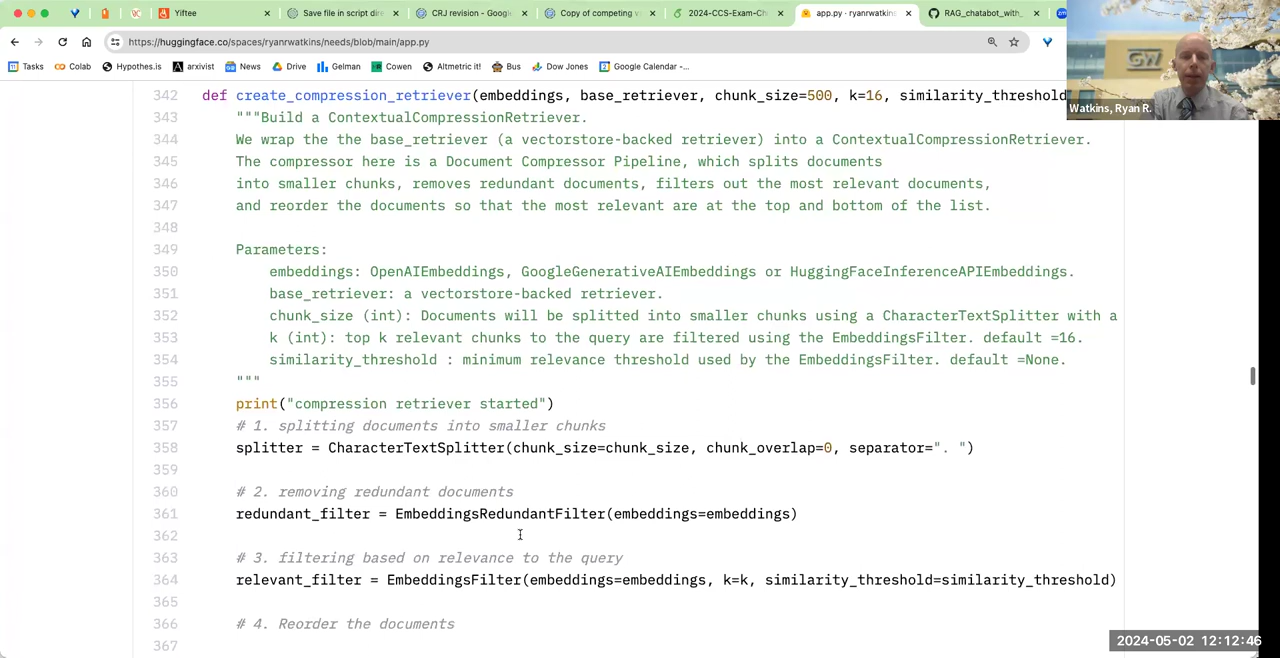 Yiftee
Save file in script dire
CRJ revision - Google
Copy of competing v
2024-CCS-Exam-Ch
app.py · ryanrwatkins
RAG_chatabot_with_
https://huggingface.co/spaces/ryanrwatkins/needs/blob/main/app.py
Tasks
Colab
Hypothes.is
arxivist
News
Drive
Gelman
Cowen
Altmetric it!
Bus
Dow Jones
Google Calendar -...
GW
Watkins, Ryan R.
342 def create_compression_retriever(embeddings, base_retriever, chunk_size=500, k=16, similarity_threshold
343 """Build a ContextualCompressionRetriever.
344 We wrap the the base_retriever (a vectorstore-backed retriever) into a ContextualCompressionRetriever.
345 The compressor here is a Document Compressor Pipeline, which splits documents
346 into smaller chunks, removes redundant documents, filters out the most relevant documents,
347 and reorder the documents so that the most relevant are at the top and bottom of the list.
348
349 Parameters:
350 embeddings: OpenAIEmbeddings, GoogleGenerativeAIEmbeddings or HuggingFaceInferenceAPIEmbeddings.
351 base_retriever: a vectorstore-backed retriever.
352 chunk_size (int): Documents will be splitted into smaller chunks using a CharacterTextSplitter with a
353 k (int): top k relevant chunks to the query are filtered using the EmbeddingsFilter. default =16.
354 similarity_threshold : minimum relevance threshold used by the EmbeddingsFilter. default =None.
355 """
356 print("compression retriever started")
357 # 1. splitting documents into smaller chunks
358 splitter = CharacterTextSplitter(chunk_size=chunk_size, chunk_overlap=0, separator=". ")
359
360 # 2. removing redundant documents
361 redundant_filter = EmbeddingsRedundantFilter(embeddings=embeddings)
362
363 # 3. filtering based on relevance to the query
364 relevant_filter = EmbeddingsFilter(embeddings=embeddings, k=k, similarity_threshold=similarity_threshold)
365
366 # 4. Reorder the documents
367
2024-05-02 12:12:46